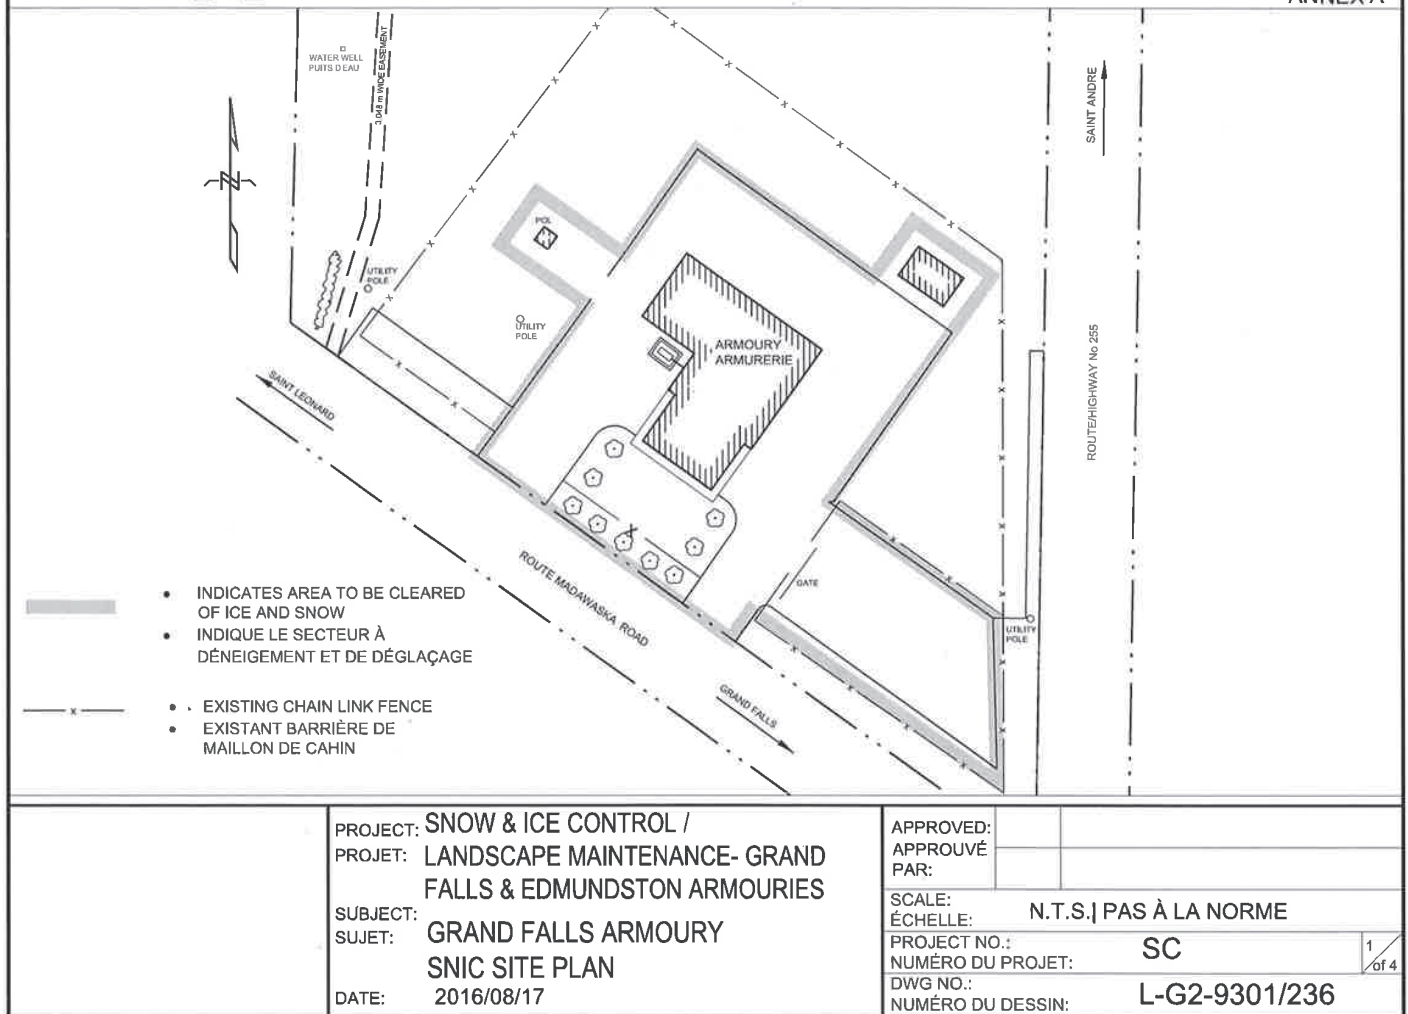 ANNEX A
WATER WELL
PUITS D'EAU
3.048 m WIDE EASEMENT
SAINT ANDRE
N
POL
UTILITY
POLE
UTILITY
POLE
ARMOURY
ARMURERIE
ROUTE/HIGHWAY No 255
SAINT LEONARD
ROUTE MADAWASKA ROAD
GATE
UTILITY
POLE
GRAND FALLS
• INDICATES AREA TO BE CLEARED
OF ICE AND SNOW
• INDIQUE LE SECTEUR À
DÉNEIGEMENT ET DE DÉGLAÇAGE
x
• EXISTING CHAIN LINK FENCE
• EXISTANT BARRIÈRE DE
MAILLON DE CAHIN
PROJECT: SNOW & ICE CONTROL /
PROJET: LANDSCAPE MAINTENANCE- GRAND
FALLS & EDMUNDSTON ARMOURIES
SUBJECT:
SUJET: GRAND FALLS ARMOURY
SNIC SITE PLAN
DATE: 2016/08/17
APPROVED:
APPROUVÉ
PAR:
SCALE:
ÉCHELLE: N.T.S.| PAS À LA NORME
PROJECT NO.:
NUMÉRO DU PROJET: SC
1/of 4
DWG NO.:
NUMÉRO DU DESSIN: L-G2-9301/236